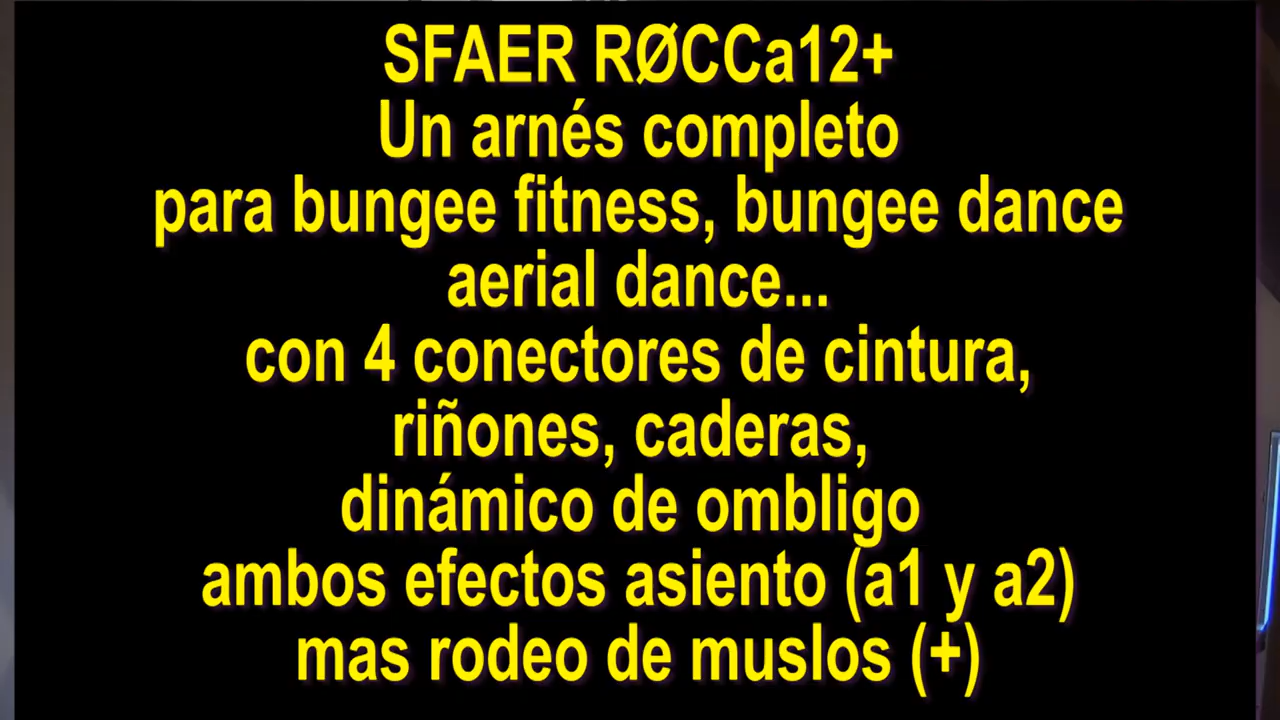 SFAER RØCCa12+
Un arnés completo
para bungee fitness, bungee dance
aerial dance...
con 4 conectores de cintura,
riñones, caderas,
dinámico de ombligo
ambos efectos asiento (a1 y a2)
mas rodeo de muslos (+)